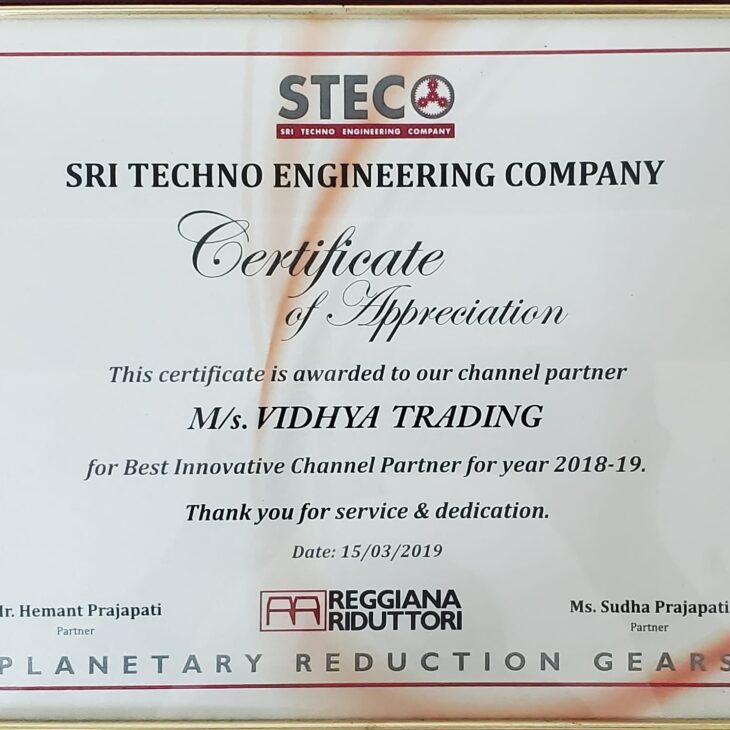 STECO
SRI TECHNO ENGINEERING COMPANY
SRI TECHNO ENGINEERING COMPANY
Certificate
of Appreciation
This certificate is awarded to our channel partner
M/s. VIDHYA TRADING
for Best Innovative Channel Partner for year 2018-19.
Thank you for service & dedication.
Date: 15/03/2019
Mr. Hemant Prajapati
Partner
REGGIANA
RIDUTTORI
Ms. Sudha Prajapati
Partner
PLANETARY REDUCTION GEARS